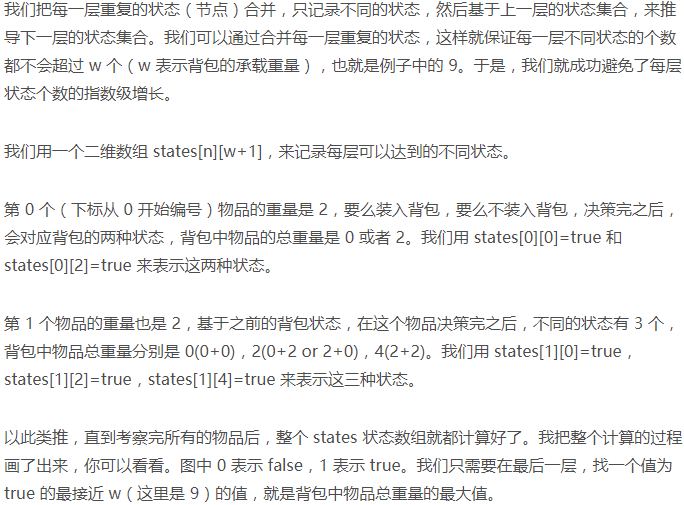 我们把每一层重复的状态（节点）合并，只记录不同的状态，然后基于上一层的状态集合，来推
导下一层的状态集合。我们可以通过合并每一层重复的状态，这样就保证每一层不同状态的个数
都不会超过 w 个（w 表示背包的承载重量），也就是例子中的 9。于是，我们就成功避免了每层
状态个数的指数级增长。
我们用一个二维数组 states[n][w+1]，来记录每层可以达到的不同状态。
第 0 个（下标从 0 开始编号）物品的重量是 2，要么装入背包，要么不装入背包，决策完之后，
会对应背包的两种状态，背包中物品的总重量是 0 或者 2。我们用 states[0][0]=true 和
states[0][2]=true 来表示这两种状态。
第 1 个物品的重量也是 2，基于之前的背包状态，在这个物品决策完之后，不同的状态有 3 个，
背包中物品总重量分别是 0(0+0)，2(0+2 or 2+0)，4(2+2)。我们用 states[1][0]=true，
states[1][2]=true，states[1][4]=true 来表示这三种状态。
以此类推，直到考察完所有的物品后，整个 states 状态数组就都计算好了。我把整个计算的过程
画了出来，你可以看看。图中 0 表示 false，1 表示 true。我们只需要在最后一层，找一个值为
true 的最接近 w（这里是 9）的值，就是背包中物品总重量的最大值。